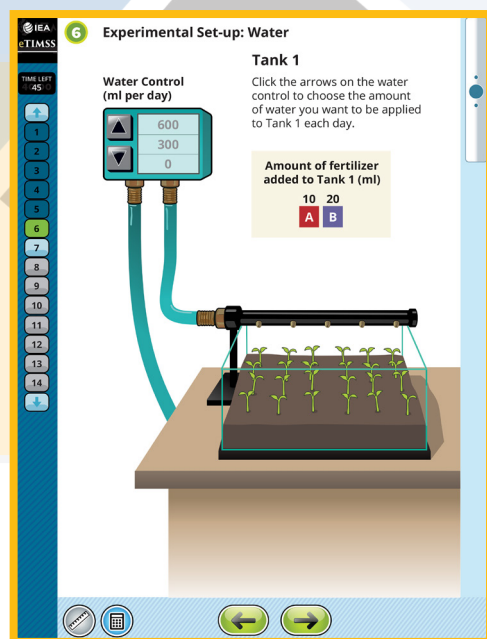 IEA
eTIMSS
6 Experimental Set-up: Water
TIME LEFT
45
1
2
3
4
5
6
7
8
9
10
11
12
13
14
Water Control
(ml per day)
600
300
0
Tank 1
Click the arrows on the water
control to choose the amount
of water you want to be applied
to Tank 1 each day.
Amount of fertilizer
added to Tank 1 (ml)
10 20
A B